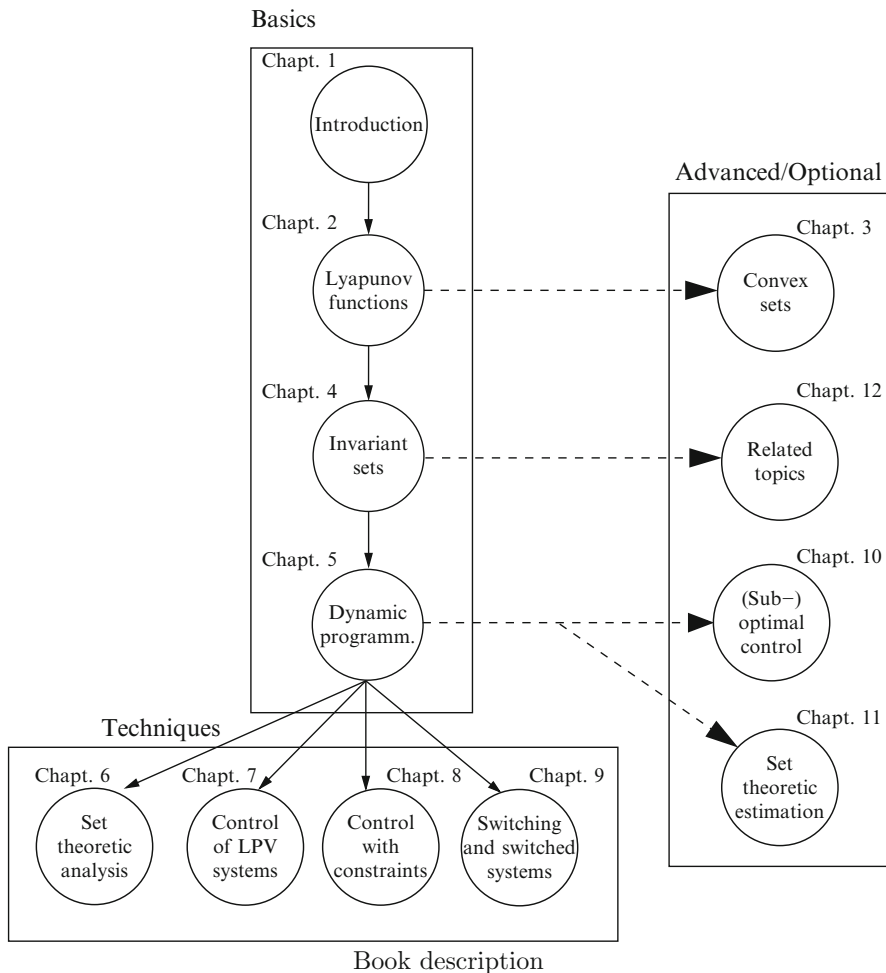 Basics
Chapt. 1
Introduction
Chapt. 2
Lyapunov
functions
Chapt. 4
Invariant
sets
Chapt. 5
Dynamic
programm.
Advanced/Optional
Chapt. 3
Convex
sets
Chapt. 12
Related
topics
Chapt. 10
(Sub−)
optimal
control
Chapt. 11
Set
theoretic
estimation
Techniques
Chapt. 6
Set
theoretic
analysis
Chapt. 7
Control
of LPV
systems
Chapt. 8
Control
with
constraints
Chapt. 9
Switching
and switched
systems
Book description